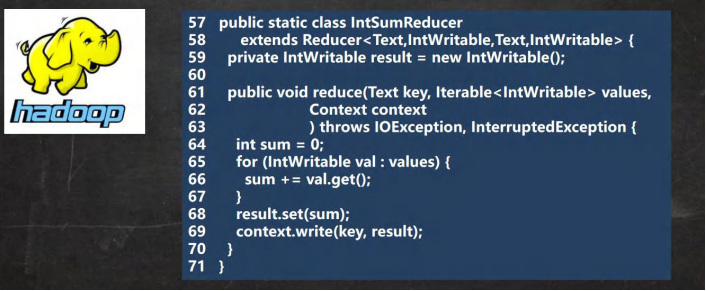 hadoop
57 public static class IntSumReducer
58 extends Reducer<Text,IntWritable,Text,IntWritable> {
59 private IntWritable result = new IntWritable();
60
61 public void reduce(Text key, Iterable<IntWritable> values,
62 Context context
63 ) throws IOException, InterruptedException {
64 int sum = 0;
65 for (IntWritable val : values) {
66 sum += val.get();
67 }
68 result.set(sum);
69 context.write(key, result);
70 }
71 }